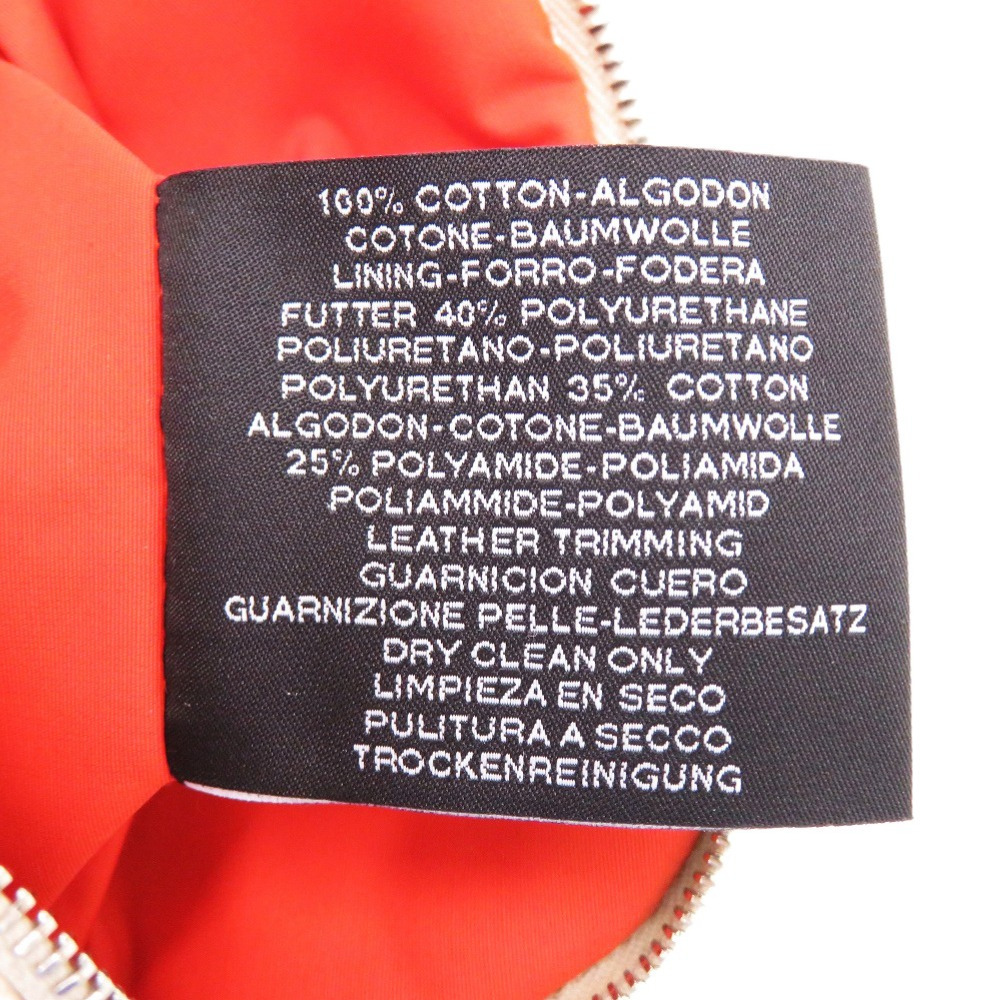 100% COTTON-ALGODON
COTONE-BAUMWOLLE
LINING-FORRO-FODERA
FUTTER 40% POLYURETHANE
POLIURETANO-POLIURETANO
POLYURETHAN 35% COTTON
ALGODON-COTONE-BAUMWOLLE
25% POLYAMIDE-POLIAMIDA
POLIAMMIDE-POLYAMID
LEATHER TRIMMING
GUARNICION CUERO
GUARNIZIONE PELLE-LEDERBESATZ
DRY CLEAN ONLY
LIMPIEZA EN SECO
PULITURA A SECCO
TROCKENREINIGUNG